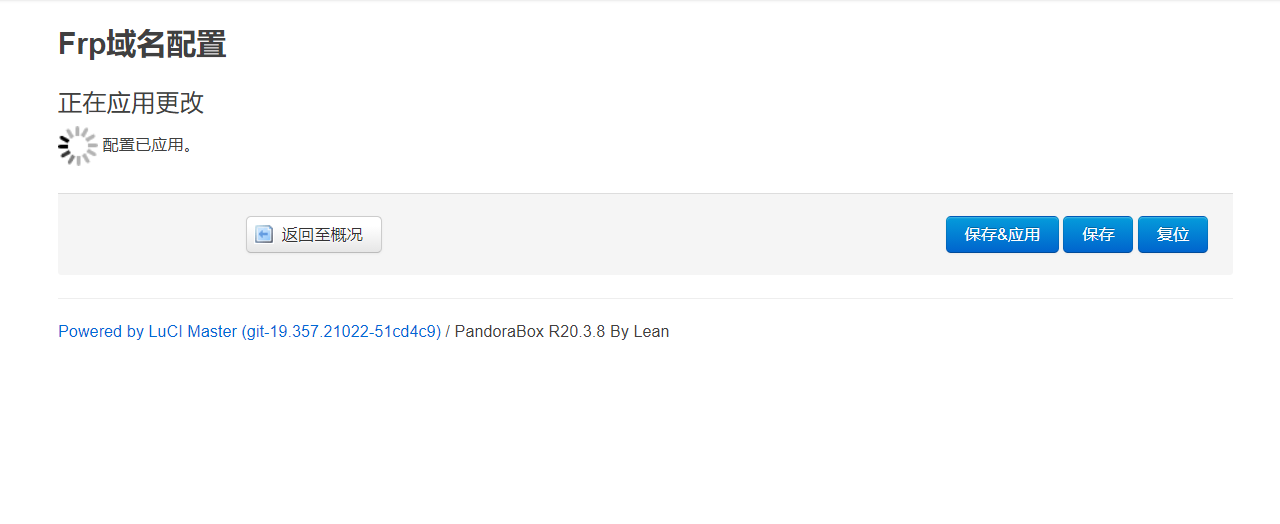 Frp域名配置
正在应用更改
配置已应用。
返回至概况 保存&应用 保存 复位
Powered by LuCI Master (git-19.357.21022-51cd4c9) / PandoraBox R20.3.8 By Lean